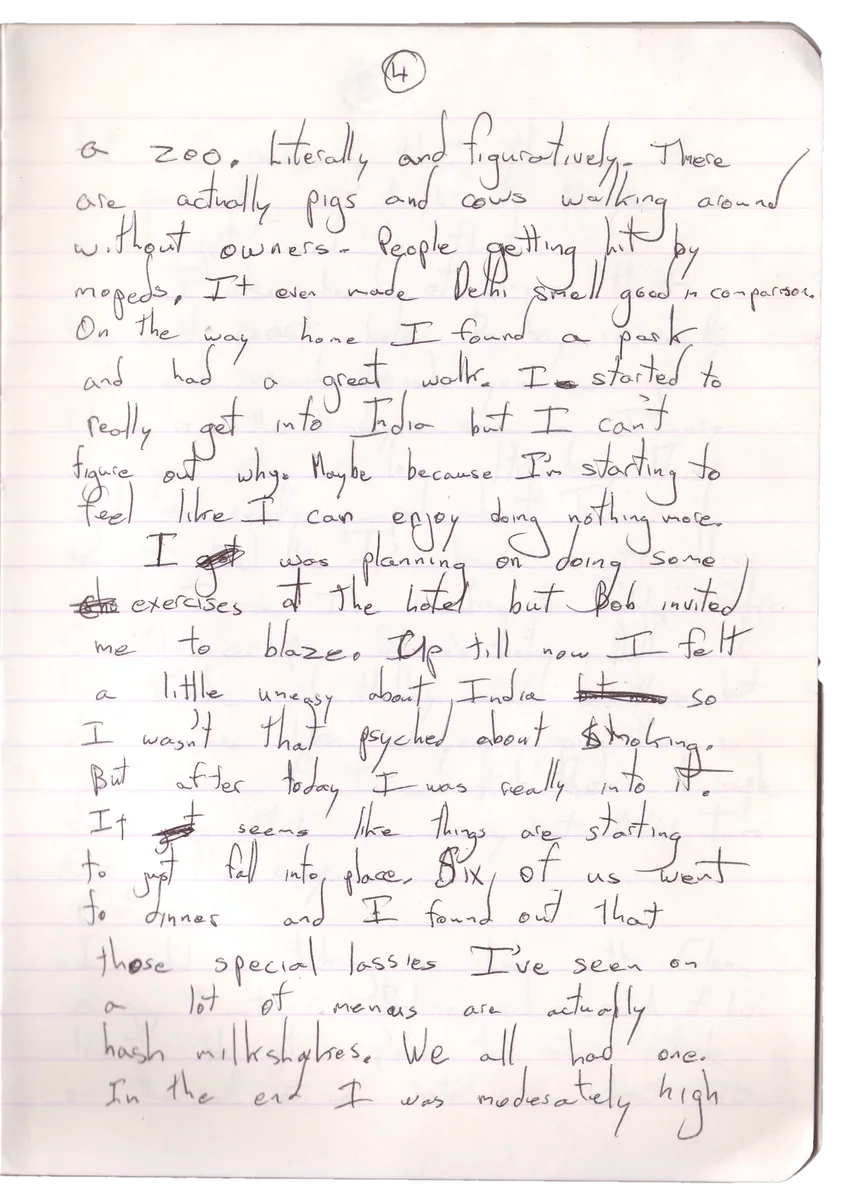 4
a zoo. Literally and figuratively. There
are actually pigs and cows walking around
without owners. People getting hit by
mopeds. It even made Delhi smell good in comparison.
On the way home I found a park
and had a great walk. I started to
really get into India but I can't
figure out why. Maybe because I'm starting to
feel like I can enjoy doing nothing more.
I was planning on doing some
exercises at the hotel but Bob invited
me to blaze. Up till now I felt
a little uneasy about India so
I wasn't that psyched about smoking.
But after today I was really into it.
It seems like things are starting
to just fall into place. Six of us went
to dinner and I found out that
those special lassies I've seen on
a lot of menus are actually
hash milkshakes. We all had one.
In the end I was moderately high